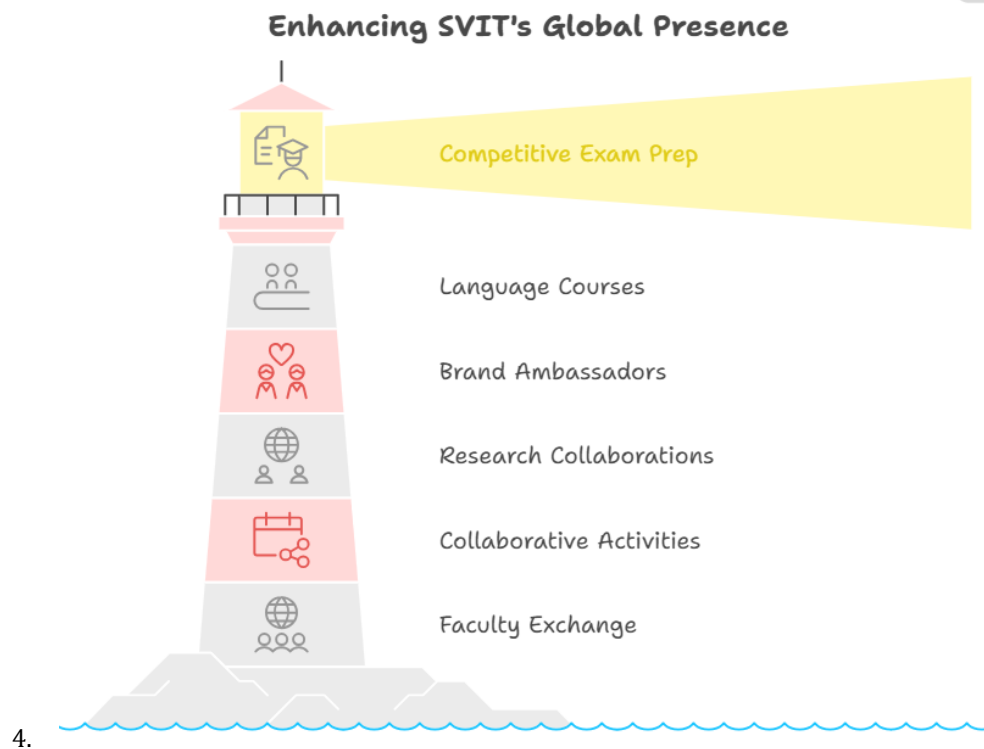 Enhancing SVIT's Global Presence
Competitive Exam Prep
Language Courses
Brand Ambassadors
Research Collaborations
Collaborative Activities
Faculty Exchange
4.